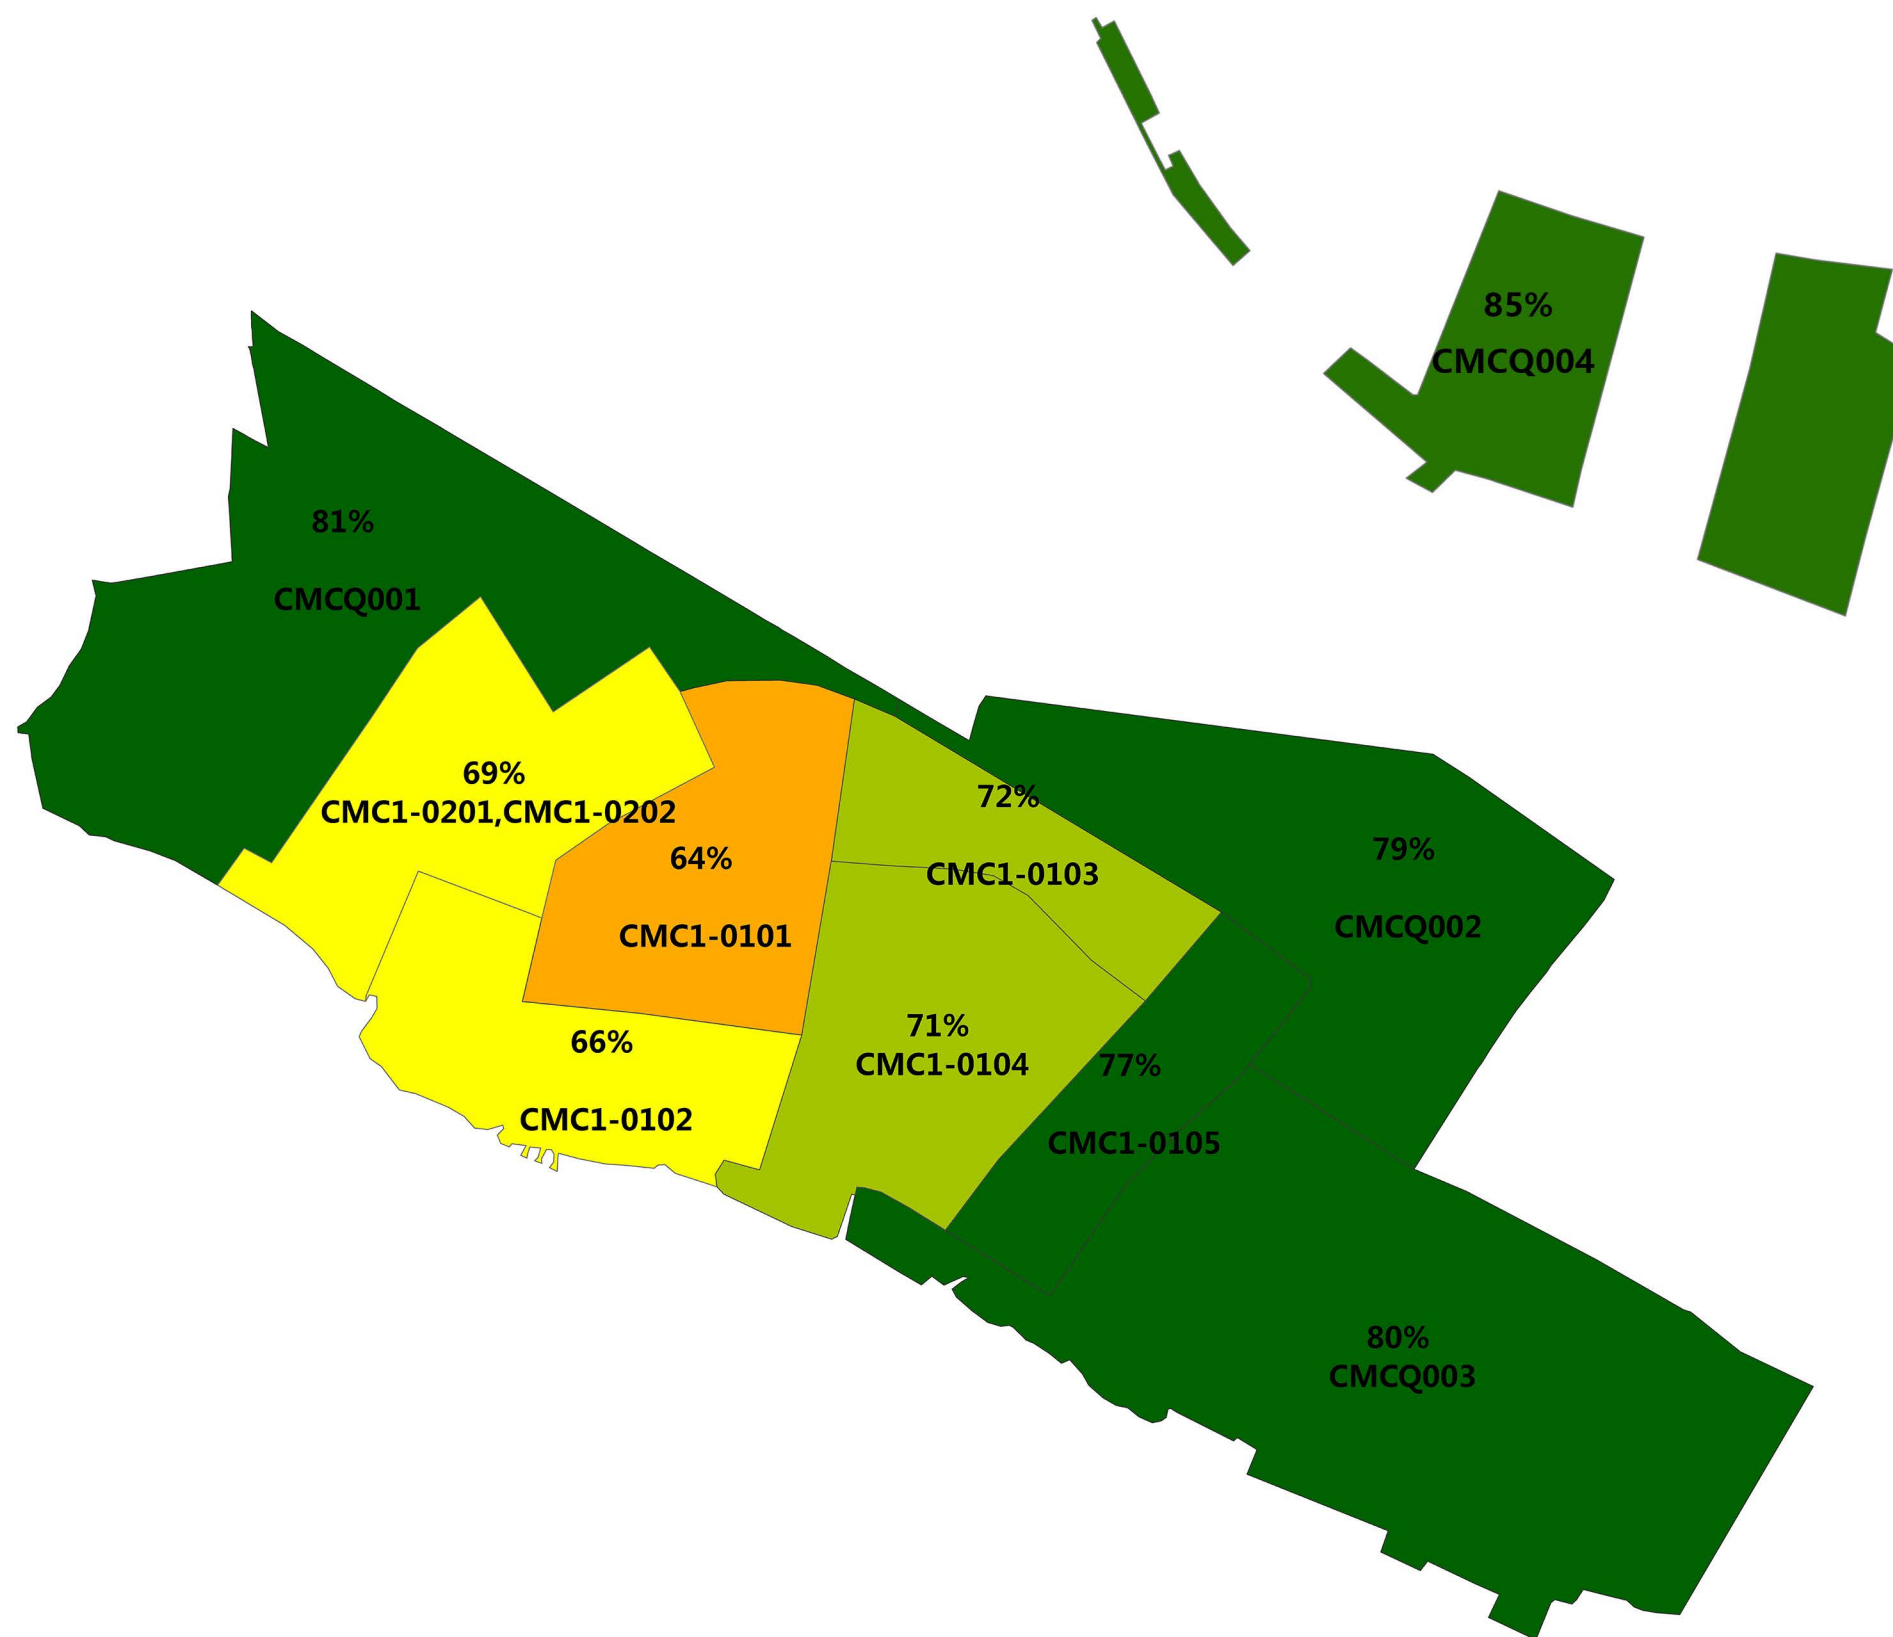 85%
CMCQ004
81%
CMCQ001
69%
CMC1-0201,CMC1-0202
64%
CMC1-0101
72%
CMC1-0103
79%
CMCQ002
66%
CMC1-0102
71%
CMC1-0104
77%
CMC1-0105
80%
CMCQ003